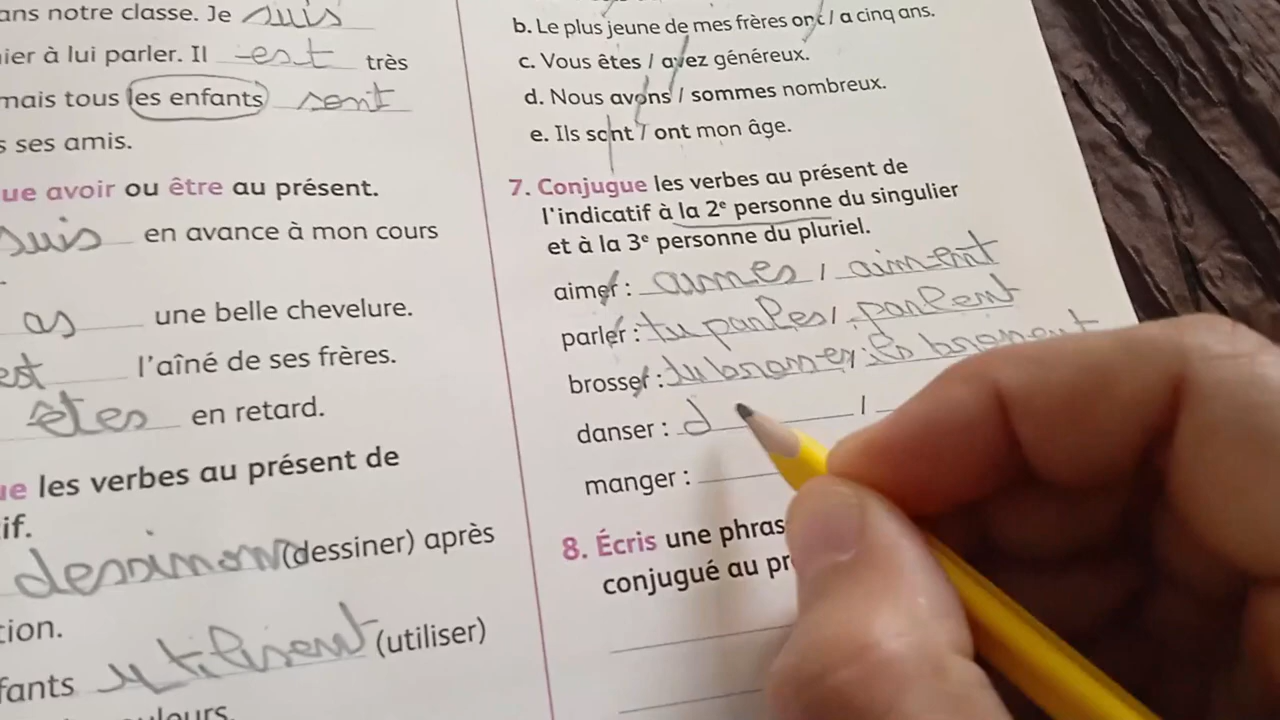 ans notre classe. Je suis
ier à lui parler. Il est très
mais tous les enfants sont
s ses amis.
ue avoir ou être au présent.
suis en avance à mon cours
as une belle chevelure.
est l'aîné de ses frères.
êtes en retard.
ue les verbes au présent de
if.
dessinons (dessiner) après
tion.
fants utilisent (utiliser)
ouleurs.
b. Le plus jeune de mes frères ont / a cinq ans.
c. Vous êtes / avez généreux.
d. Nous avons / sommes nombreux.
e. Ils sont / ont mon âge.
7. Conjugue les verbes au présent de
l'indicatif à la 2e personne du singulier
et à la 3e personne du pluriel.
aimer : aimes / aiment
parler : tu parles / parlent
brosser : tu brosses / ils brossent
danser : d /
manger :
8. Écris une phras
conjugué au pr